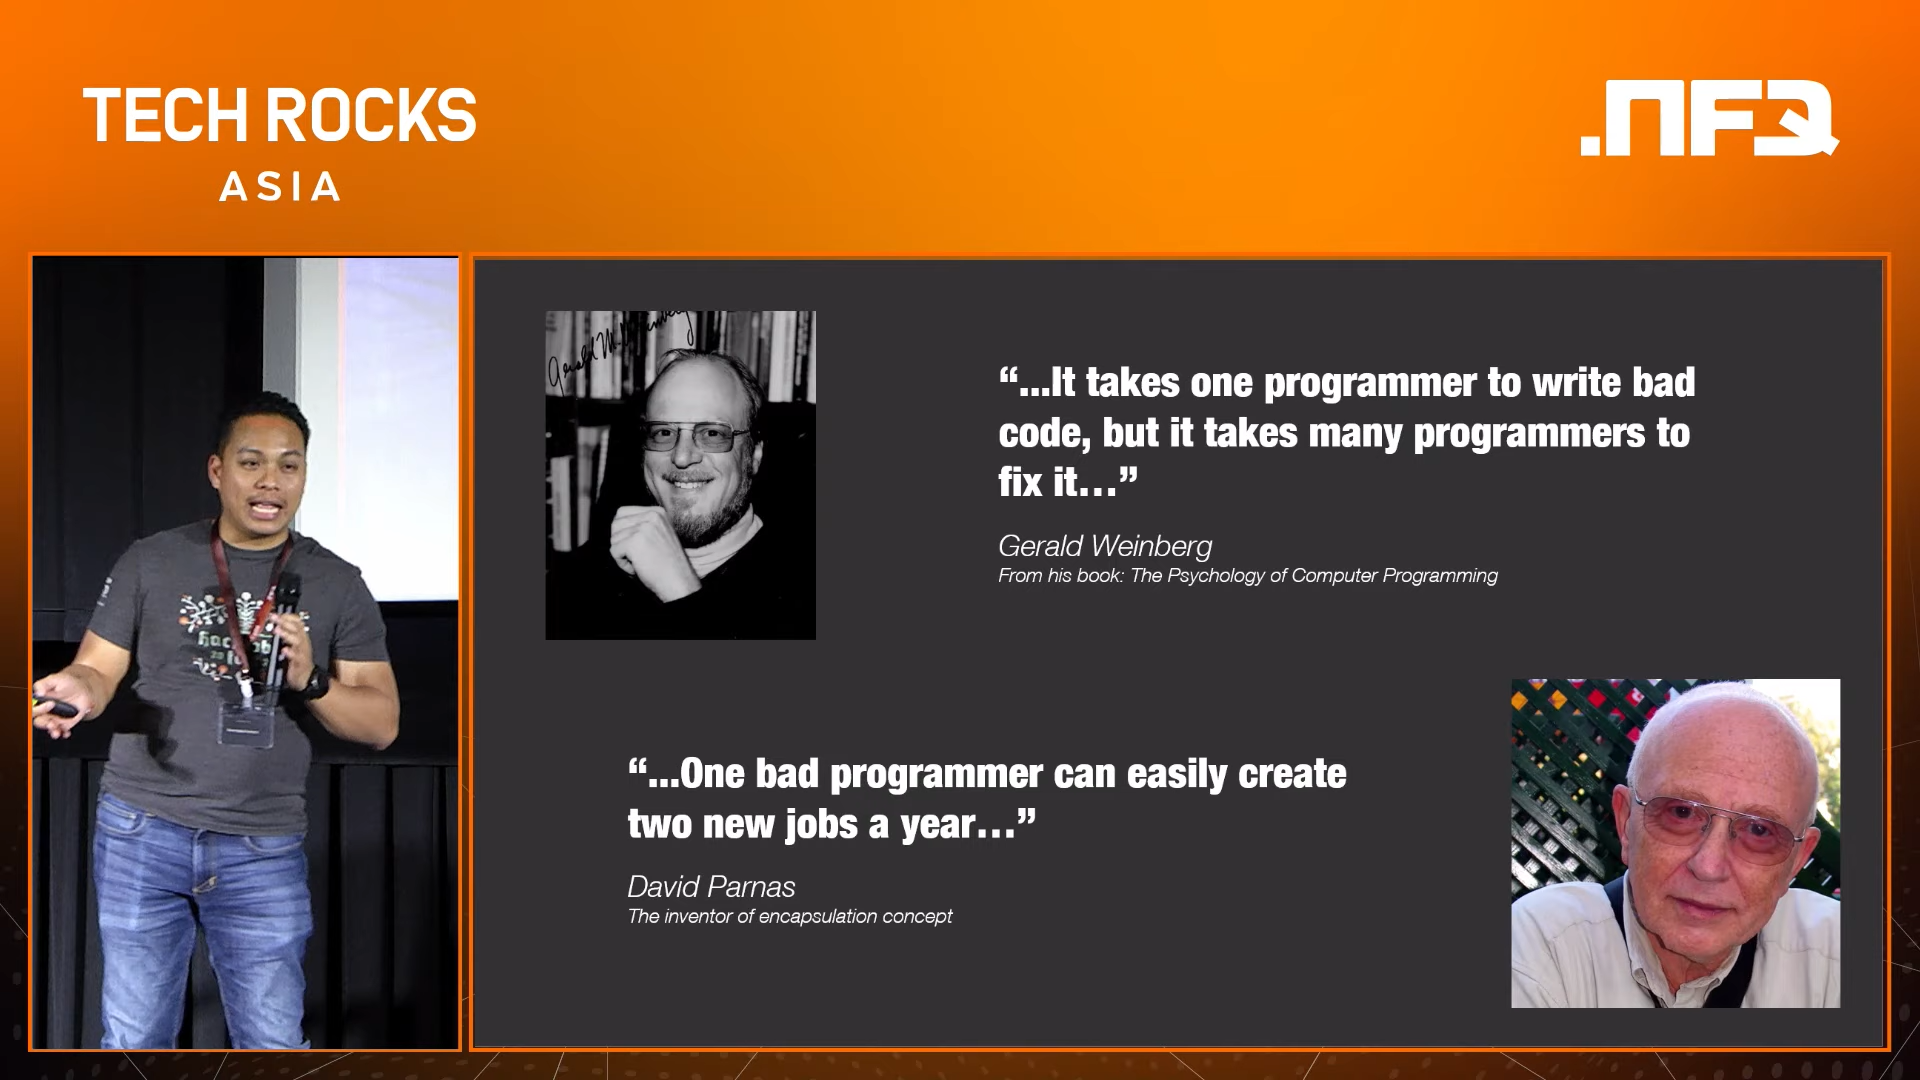 TECH ROCKS
ASIA
.NFQ
Gerald M. Weinberg
“...It takes one programmer to write bad
code, but it takes many programmers to
fix it...”
Gerald Weinberg
From his book: The Psychology of Computer Programming
“...One bad programmer can easily create
two new jobs a year...”
David Parnas
The inventor of encapsulation concept